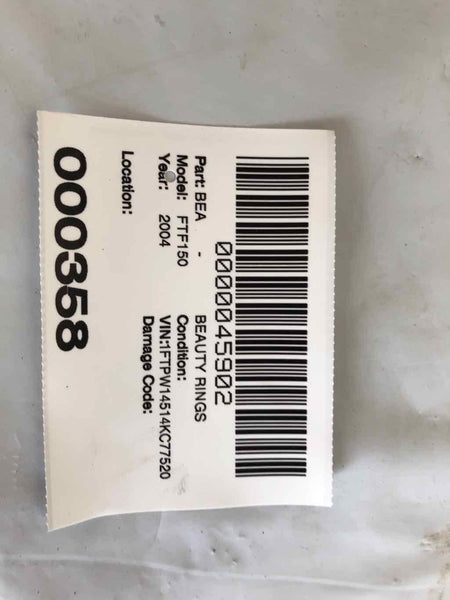 0000045902
Part: BEA - BEAUTY RINGS
Model: FTF150 Condition:
Year: 2004 VIN:1FTPW14514KC77520
Damage Code:
Location:
000358